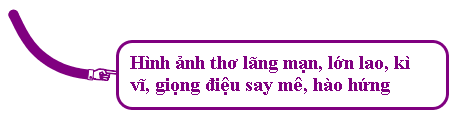 Hình ảnh thơ lãng mạn, lớn lao, kì
vĩ, giọng điệu say mê, hào hứng